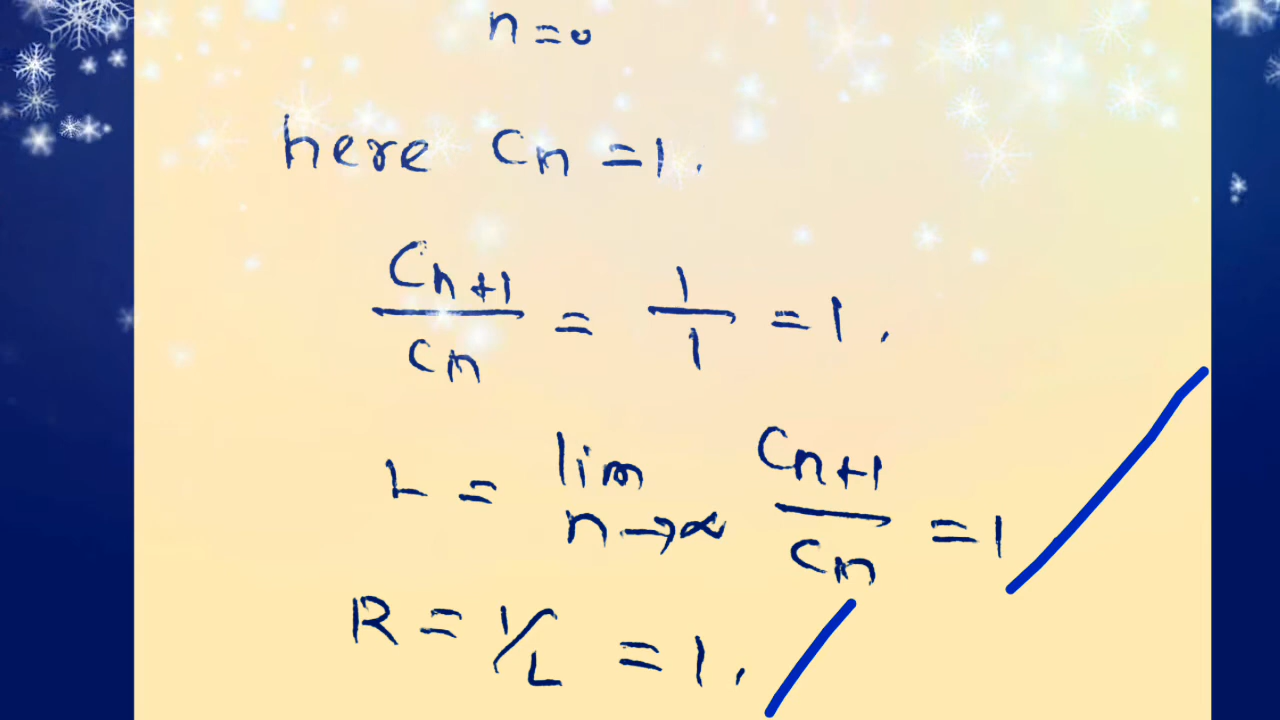 n=0
here Cn =1.
Cn+1/Cn = 1/1 =1.
L = lim n→∞ Cn+1/Cn =1
R = 1/L =1.